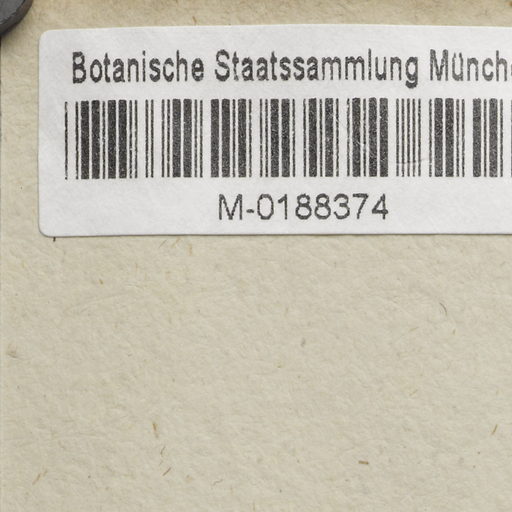 Botanische Staatssammlung Münch
M-0188374